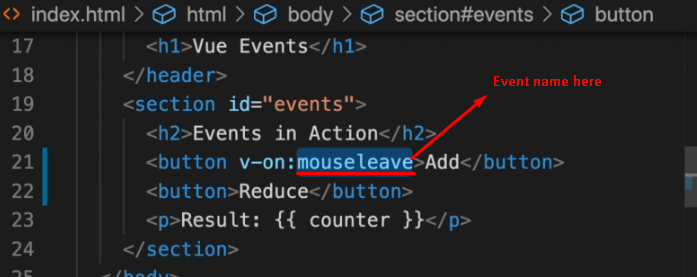 index.html > html > body > section#events > button
17 <h1>Vue Events</h1>
18 </header>
Event name here
19 <section id="events">
20 <h2>Events in Action</h2>
21 <button v-on:mouseleave>Add</button>
22 <button>Reduce</button>
23 <p>Result: {{ counter }}</p>
24 </section>
25 </body>